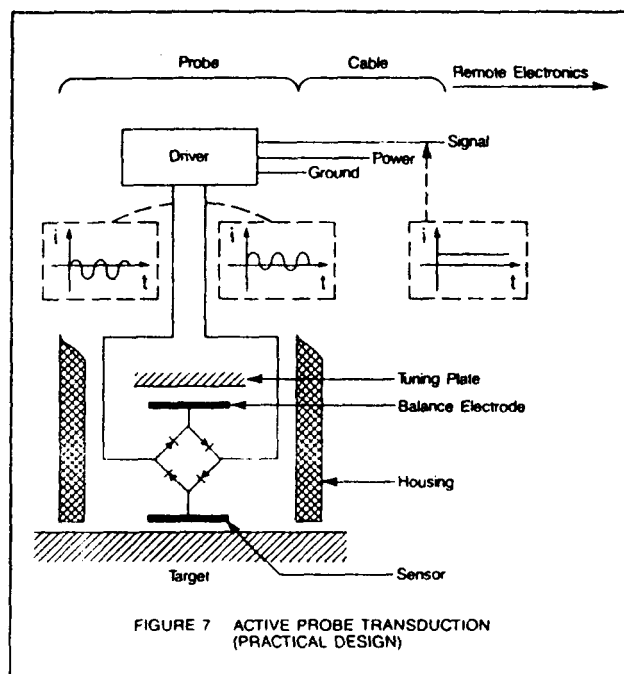 Probe
Cable
Remote Electronics
Driver
Signal
Power
Ground
i
t
i
t
i
t
Tuning Plate
Balance Electrode
Housing
Sensor
Target
FIGURE 7 ACTIVE PROBE TRANSDUCTION
(PRACTICAL DESIGN)